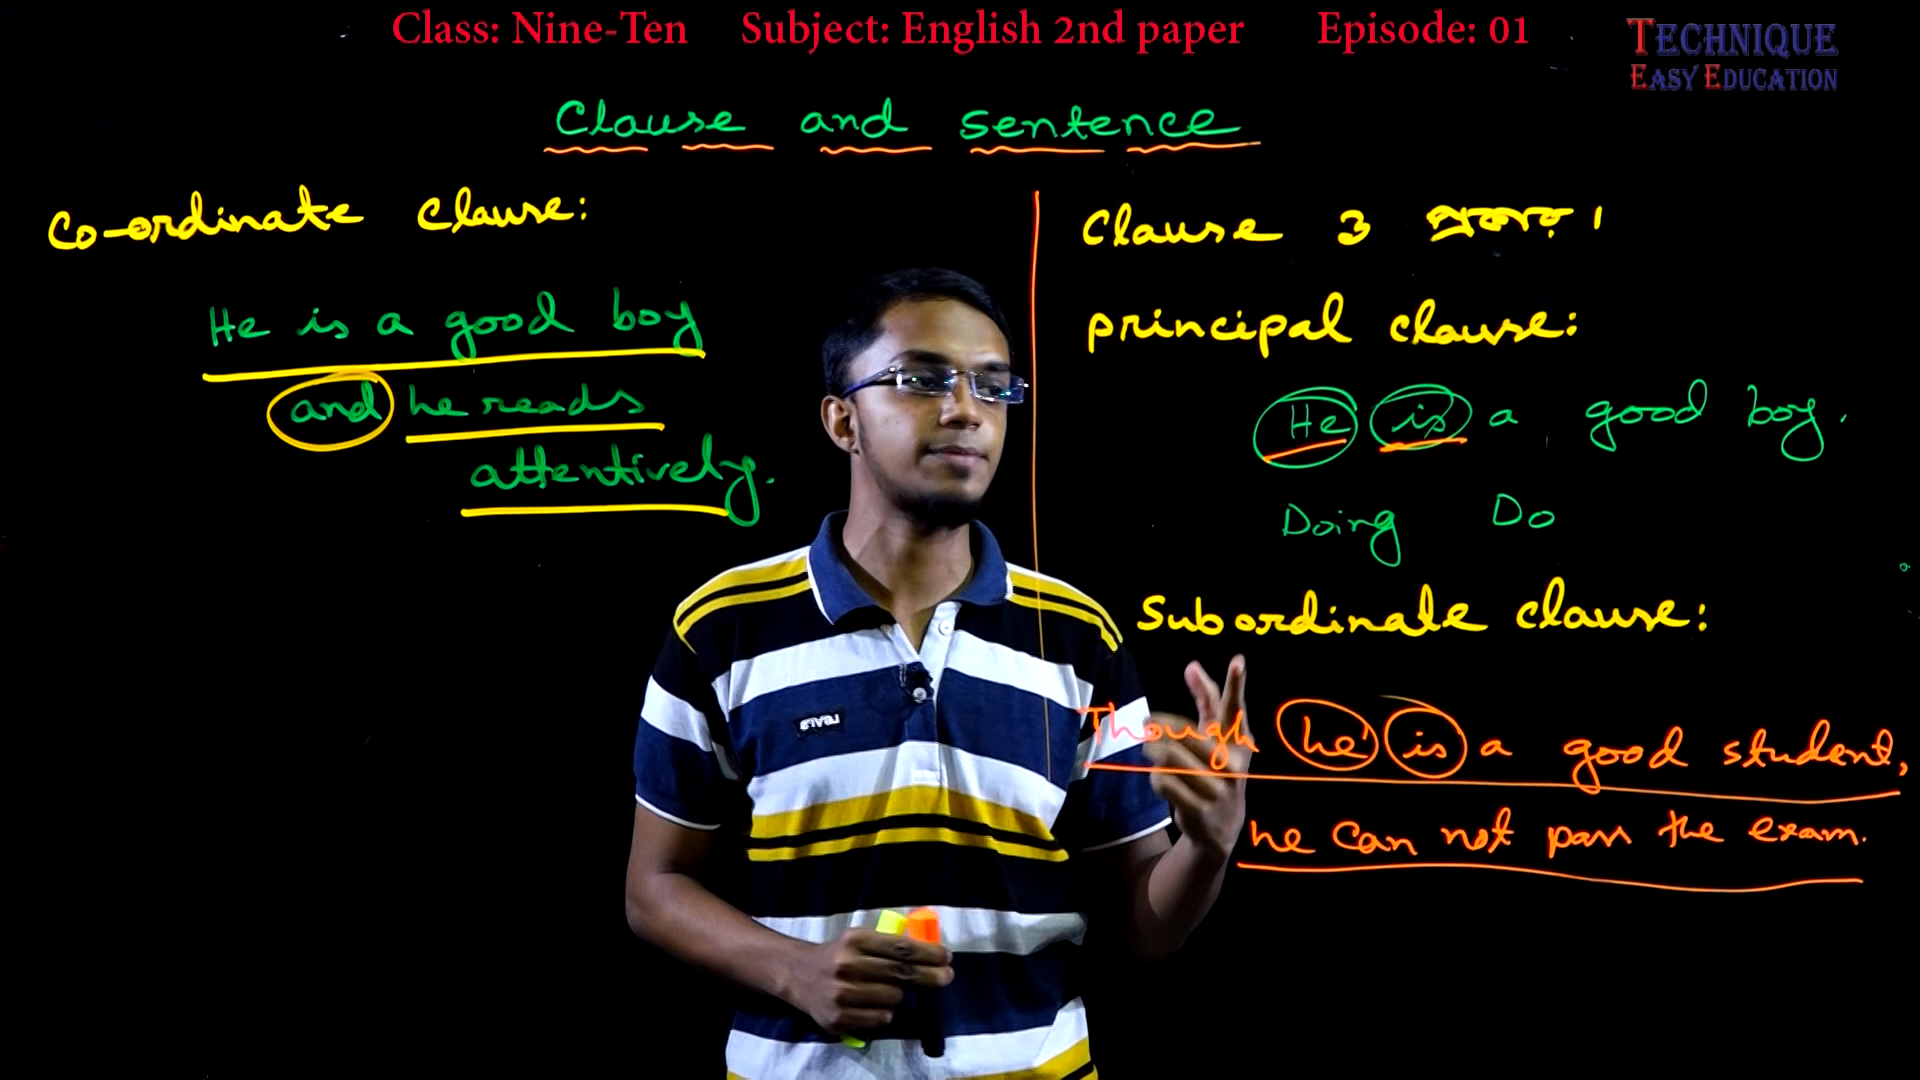 Class: Nine-Ten Subject: English 2nd paper Episode: 01
TECHNIQUE
EASY EDUCATION
Clause and sentence
Co-ordinate clause:
He is a good boy
and he reads
attentively.
Clause 3 প্রকার।
principal clause:
He is a good boy.
Doing Do
Subordinate clause:
Though he is a good student,
he can not pass the exam.
LEVI'S